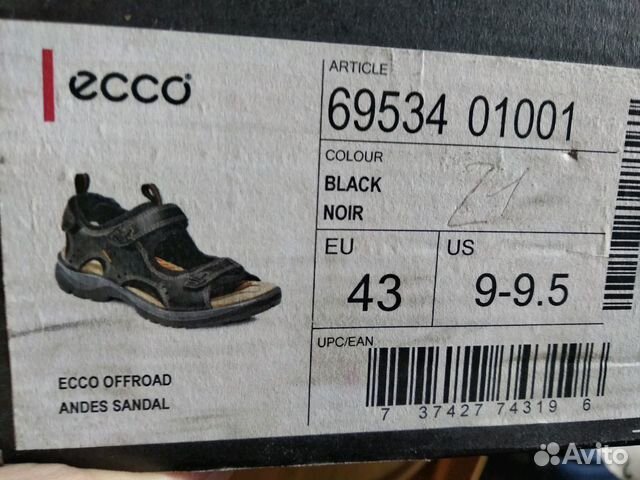 ecco
ARTICLE
69534 01001
COLOUR
BLACK
NOIR
21
EU
43
US
9-9.5
UPC/EAN
7 37427 74319 6
ECCO OFFROAD
ANDES SANDAL
Avito